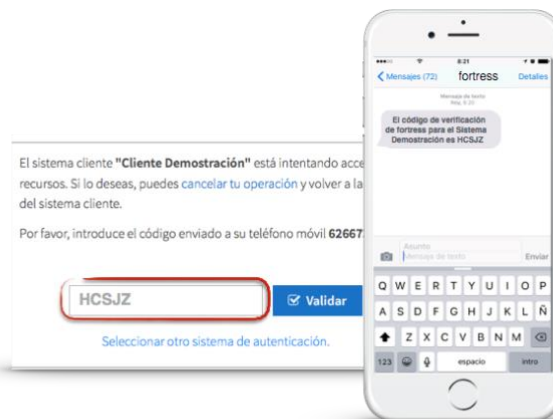 El sistema cliente "Cliente Demostración" está intentando acce
recursos. Si lo deseas, puedes cancelar tu operación y volver a la
del sistema cliente.
Por favor, introduce el código enviado a su teléfono móvil 62667
HCSJZ
Validar
Seleccionar otro sistema de autenticación.
8:21
Mensajes (72) fortress Detalles
Mensaje de texto
Hoy, 8:20
El código de verificación
de fortress para el Sistema
Demostración es HCSJZ
Asunto
Mensaje de texto
Enviar
Q W E R T Y U I O P
A S D F G H J K L Ñ
Z X C V B N M
123 espacio intro